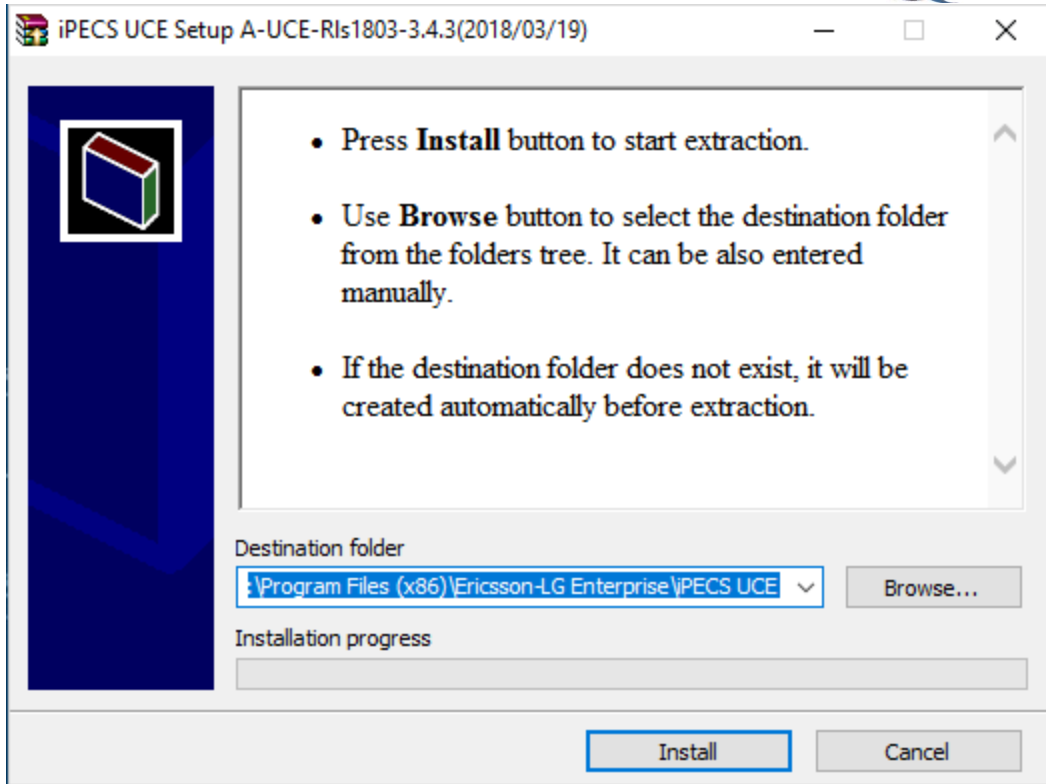 iPECS UCE Setup A-UCE-Rls1803-3.4.3(2018/03/19)
• Press Install button to start extraction.
• Use Browse button to select the destination folder
from the folders tree. It can be also entered
manually.
• If the destination folder does not exist, it will be
created automatically before extraction.
Destination folder
:\Program Files (x86)\Ericsson-LG Enterprise\iPECS UCE
Browse...
Installation progress
Install
Cancel